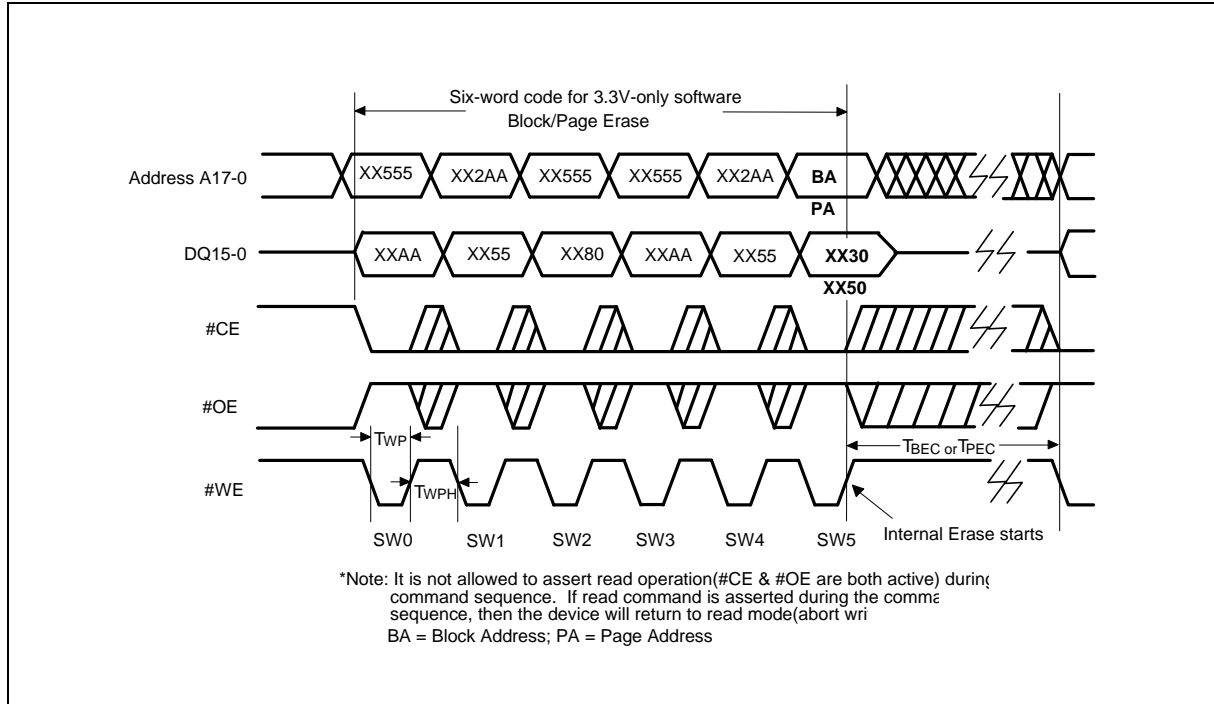 Six-word code for 3.3V-only software
Block/Page Erase
Address A17-0
XX555 XX2AA XX555 XX555 XX2AA BA
PA
DQ15-0
XXAA XX55 XX80 XXAA XX55 XX30
XX50
#CE
#OE
TWP
TBEC or TPEC
#WE
TWPH
Internal Erase starts
SW0 SW1 SW2 SW3 SW4 SW5
*Note: It is not allowed to assert read operation(#CE & #OE are both active)
command sequence. If read command is asserted during the
sequence, then the device will return to read mode(abort
BA = Block Address; PA = Page Address